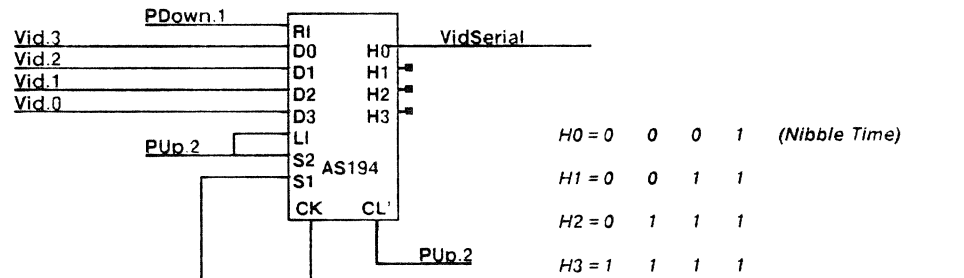 PDown.1
RI
Vid.3 D0 H0 VidSerial
Vid.2 D1 H1
Vid.1 D2 H2
Vid.0 D3 H3
LI
PUp.2 S2
AS194
S1
CK CL'
PUp.2
H0 = 0 0 0 1 (Nibble Time)
H1 = 0 0 1 1
H2 = 0 1 1 1
H3 = 1 1 1 1